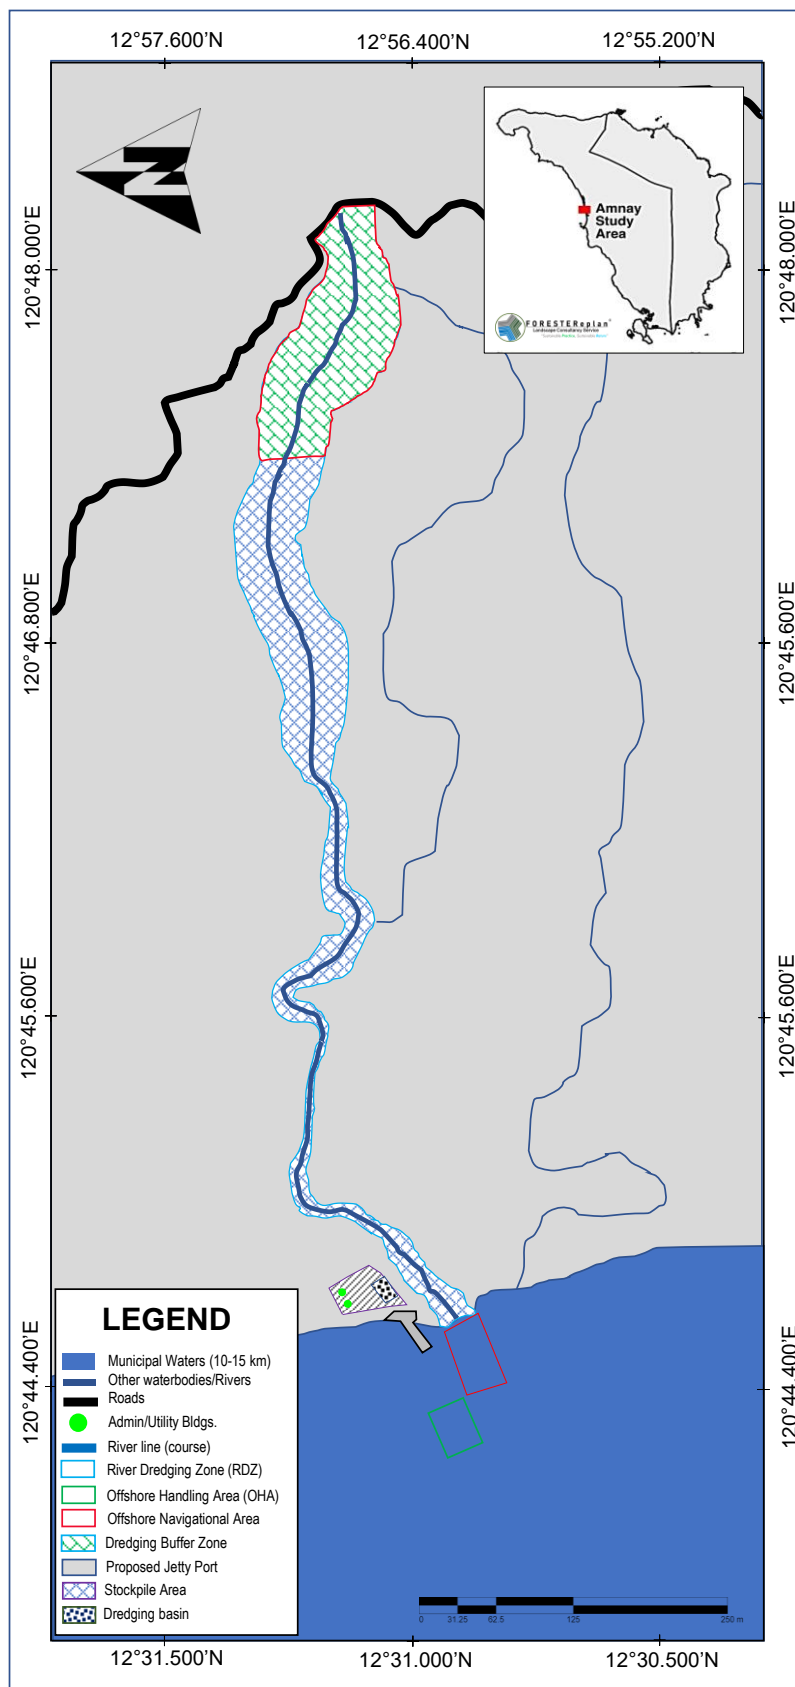 12°57.600'N
12°56.400'N
12°55.200'N
N
Amnay
Study
Area
FORESTEReplan
Landscape Consultancy Service
120°48.000'E
120°48.000'E
120°46.800'E
120°45.600'E
120°45.600'E
120°45.600'E
120°44.400'E
120°44.400'E
LEGEND
Municipal Waters (10-15 km)
Other waterbodies/Rivers
Roads
Admin/Utility Bldgs.
River line (course)
River Dredging Zone (RDZ)
Offshore Handling Area (OHA)
Offshore Navigational Area
Dredging Buffer Zone
Proposed Jetty Port
Stockpile Area
Dredging basin
0 31.25 62.5 125 250 m
12°31.500'N
12°31.000'N
12°30.500'N